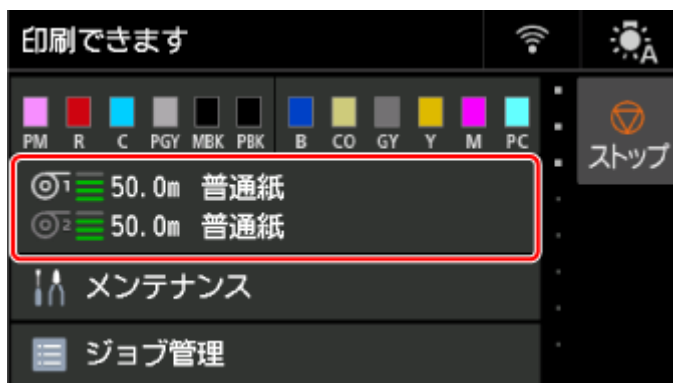 印刷できます
A
PM R C PGY MBK PBK B CO GY Y M PC
ストップ
1 50.0m 普通紙
2 50.0m 普通紙
メンテナンス
ジョブ管理